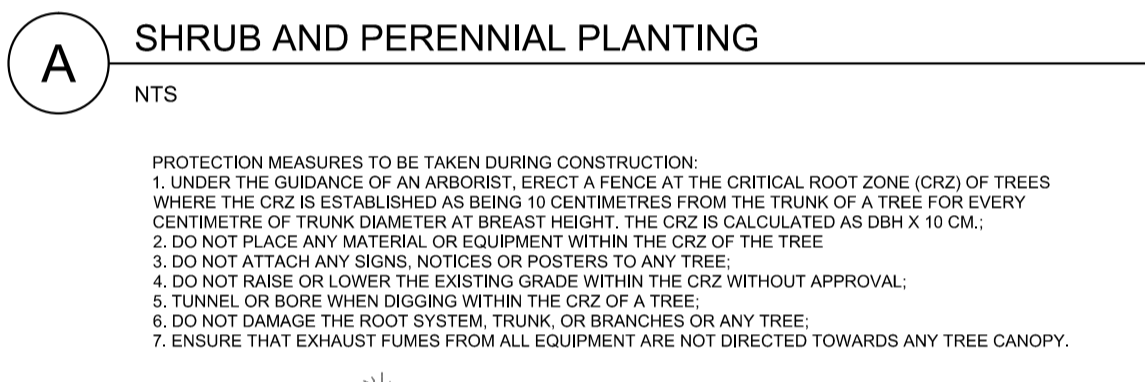 A
SHRUB AND PERENNIAL PLANTING
NTS
PROTECTION MEASURES TO BE TAKEN DURING CONSTRUCTION:
1. UNDER THE GUIDANCE OF AN ARBORIST, ERECT A FENCE AT THE CRITICAL ROOT ZONE (CRZ) OF TREES
WHERE THE CRZ IS ESTABLISHED AS BEING 10 CENTIMETRES FROM THE TRUNK OF A TREE FOR EVERY
CENTIMETRE OF TRUNK DIAMETER AT BREAST HEIGHT. THE CRZ IS CALCULATED AS DBH X 10 CM.;
2. DO NOT PLACE ANY MATERIAL OR EQUIPMENT WITHIN THE CRZ OF THE TREE
3. DO NOT ATTACH ANY SIGNS, NOTICES OR POSTERS TO ANY TREE;
4. DO NOT RAISE OR LOWER THE EXISTING GRADE WITHIN THE CRZ WITHOUT APPROVAL;
5. TUNNEL OR BORE WHEN DIGGING WITHIN THE CRZ OF A TREE;
6. DO NOT DAMAGE THE ROOT SYSTEM, TRUNK, OR BRANCHES OR ANY TREE;
7. ENSURE THAT EXHAUST FUMES FROM ALL EQUIPMENT ARE NOT DIRECTED TOWARDS ANY TREE CANOPY.